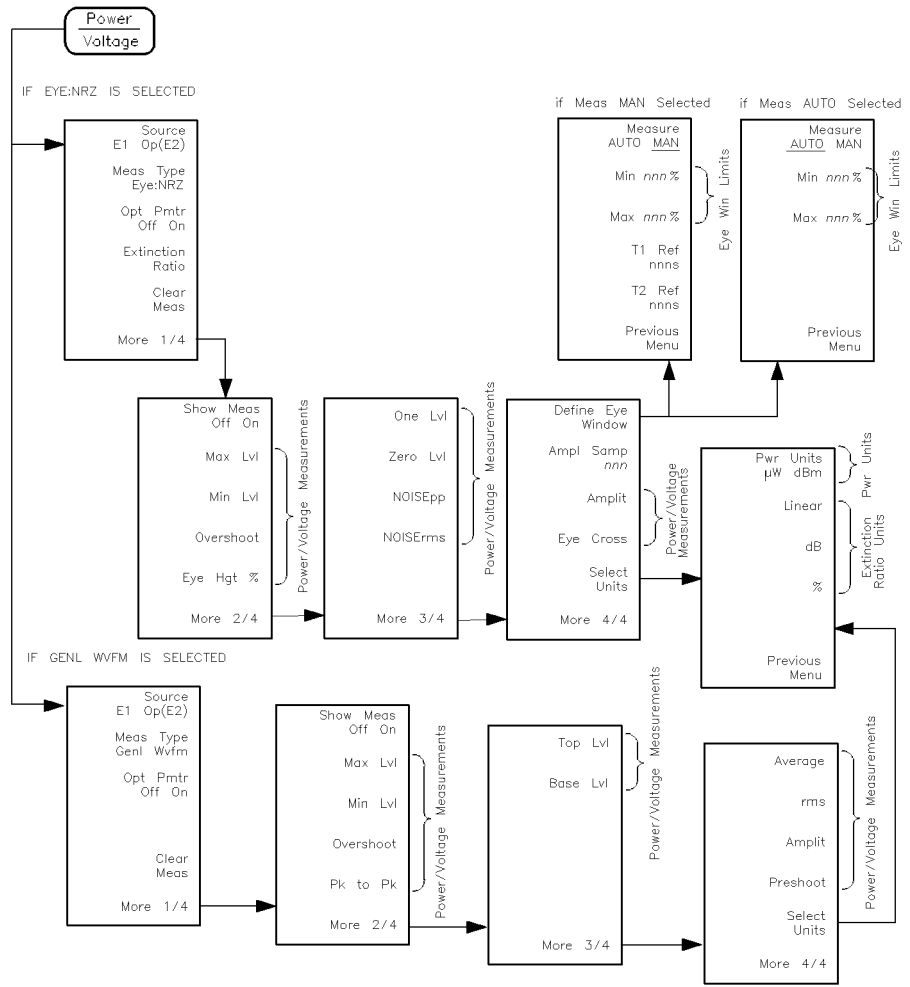 Power
Voltage
IF EYE:NRZ IS SELECTED
Source
E1 Op(E2)
Meas Type
Eye:NRZ
Opt Pmtr
Off On
Extinction
Ratio
Clear
Meas
More 1/4
if Meas MAN Selected
Measure
AUTO MAN
Min nnn%
Max nnn%
Eye Win Limits
T1 Ref
nnns
T2 Ref
nnns
Previous
Menu
if Meas AUTO Selected
Measure
AUTO MAN
Min nnn%
Max nnn%
Eye Win Limits
Previous
Menu
Show Meas
Off On
Max Lvl
Min Lvl
Overshoot
Eye Hgt %
Power/Voltage Measurements
More 2/4
One Lvl
Zero Lvl
NOISEpp
NOISErms
Power/Voltage Measurements
More 3/4
Define Eye
Window
Ampl Samp
nnn
Amplit
Eye Cross
Power/Voltage
Measurements
Select
Units
More 4/4
Pwr Units
µW dBm
Pwr Units
Linear
dB
%
Extinction
Ratio Units
Previous
Menu
IF GENL WVFM IS SELECTED
Source
E1 Op(E2)
Meas Type
Genl Wvfm
Opt Pmtr
Off On
Clear
Meas
More 1/4
Show Meas
Off On
Max Lvl
Min Lvl
Overshoot
Pk to Pk
Power/Voltage Measurements
More 2/4
Top Lvl
Base Lvl
Power/Voltage Measurements
More 3/4
Average
rms
Amplit
Preshoot
Power/Voltage Measurements
Select
Units
More 4/4